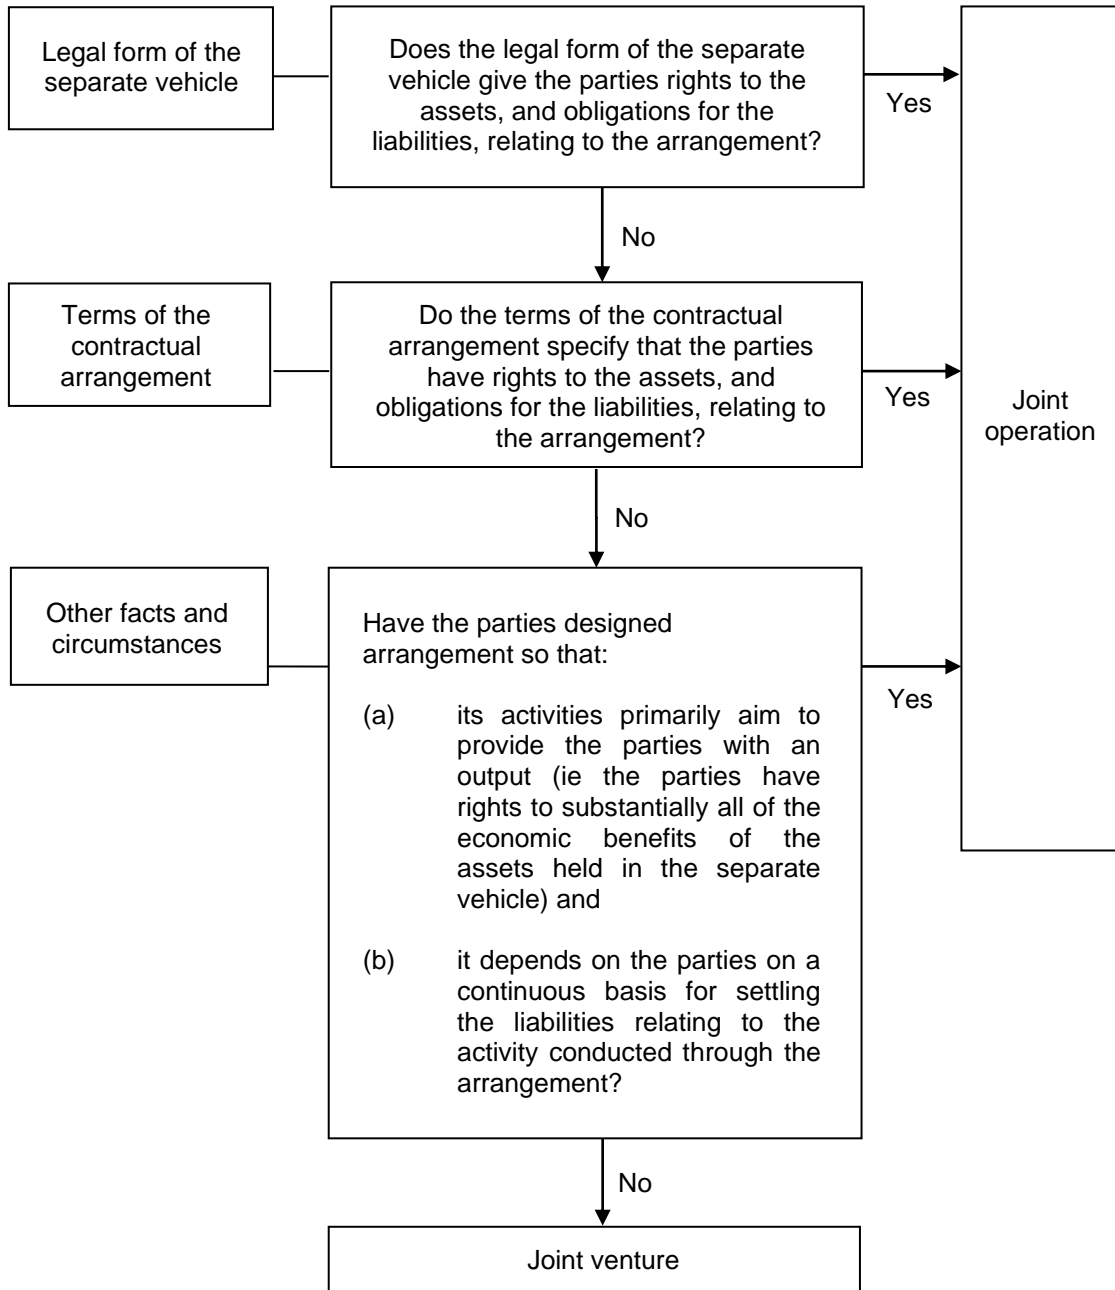 Legal form of the
separate vehicle
Does the legal form of the separate
vehicle give the parties rights to the
assets, and obligations for the
liabilities, relating to the arrangement?
Yes
No
Terms of the
contractual
arrangement
Do the terms of the contractual
arrangement specify that the parties
have rights to the assets, and
obligations for the liabilities, relating to
the arrangement?
Yes
Joint
operation
No
Other facts and
circumstances
Have the parties designed
arrangement so that:
(a) its activities primarily aim to
provide the parties with an
output (ie the parties have
rights to substantially all of the
economic benefits of the
assets held in the separate
vehicle) and
(b) it depends on the parties on a
continuous basis for settling
the liabilities relating to the
activity conducted through the
arrangement?
Yes
No
Joint venture